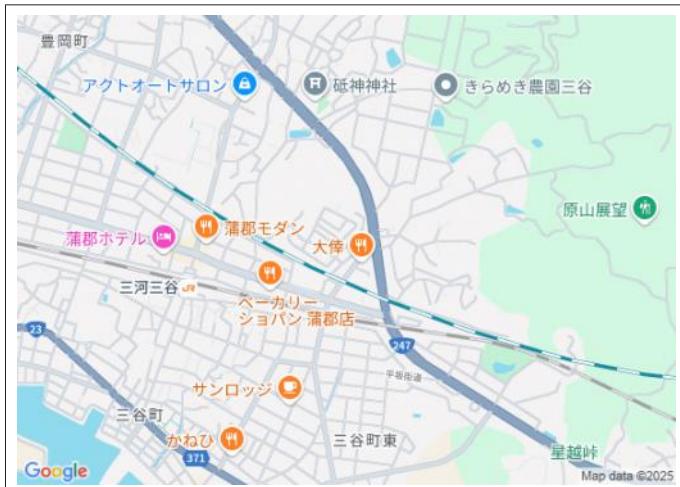 豊岡町
アクトオートサロン
砥神神社
きらめき農園三谷
原山展望
蒲郡モダン
大倖
蒲郡ホテル
三河三谷 JR
ベーカリー
ショパン 蒲郡店
23
247
平坂街道
サンロッジ
三谷町
かねひ
三谷町東
371
星越峠
Google
Map data ©2025